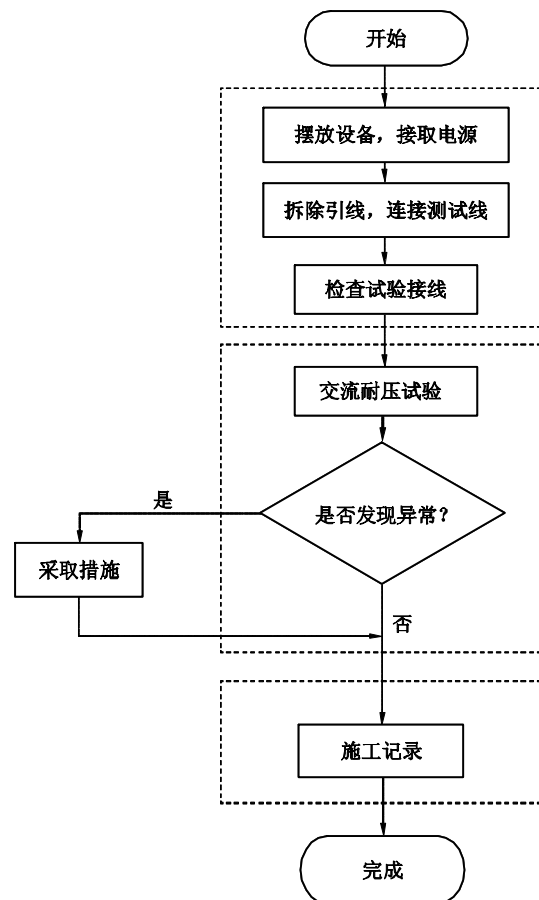 开始
摆放设备，接取电源
拆除引线，连接测试线
检查试验接线
交流耐压试验
是否发现异常？
是
采取措施
否
施工记录
完成